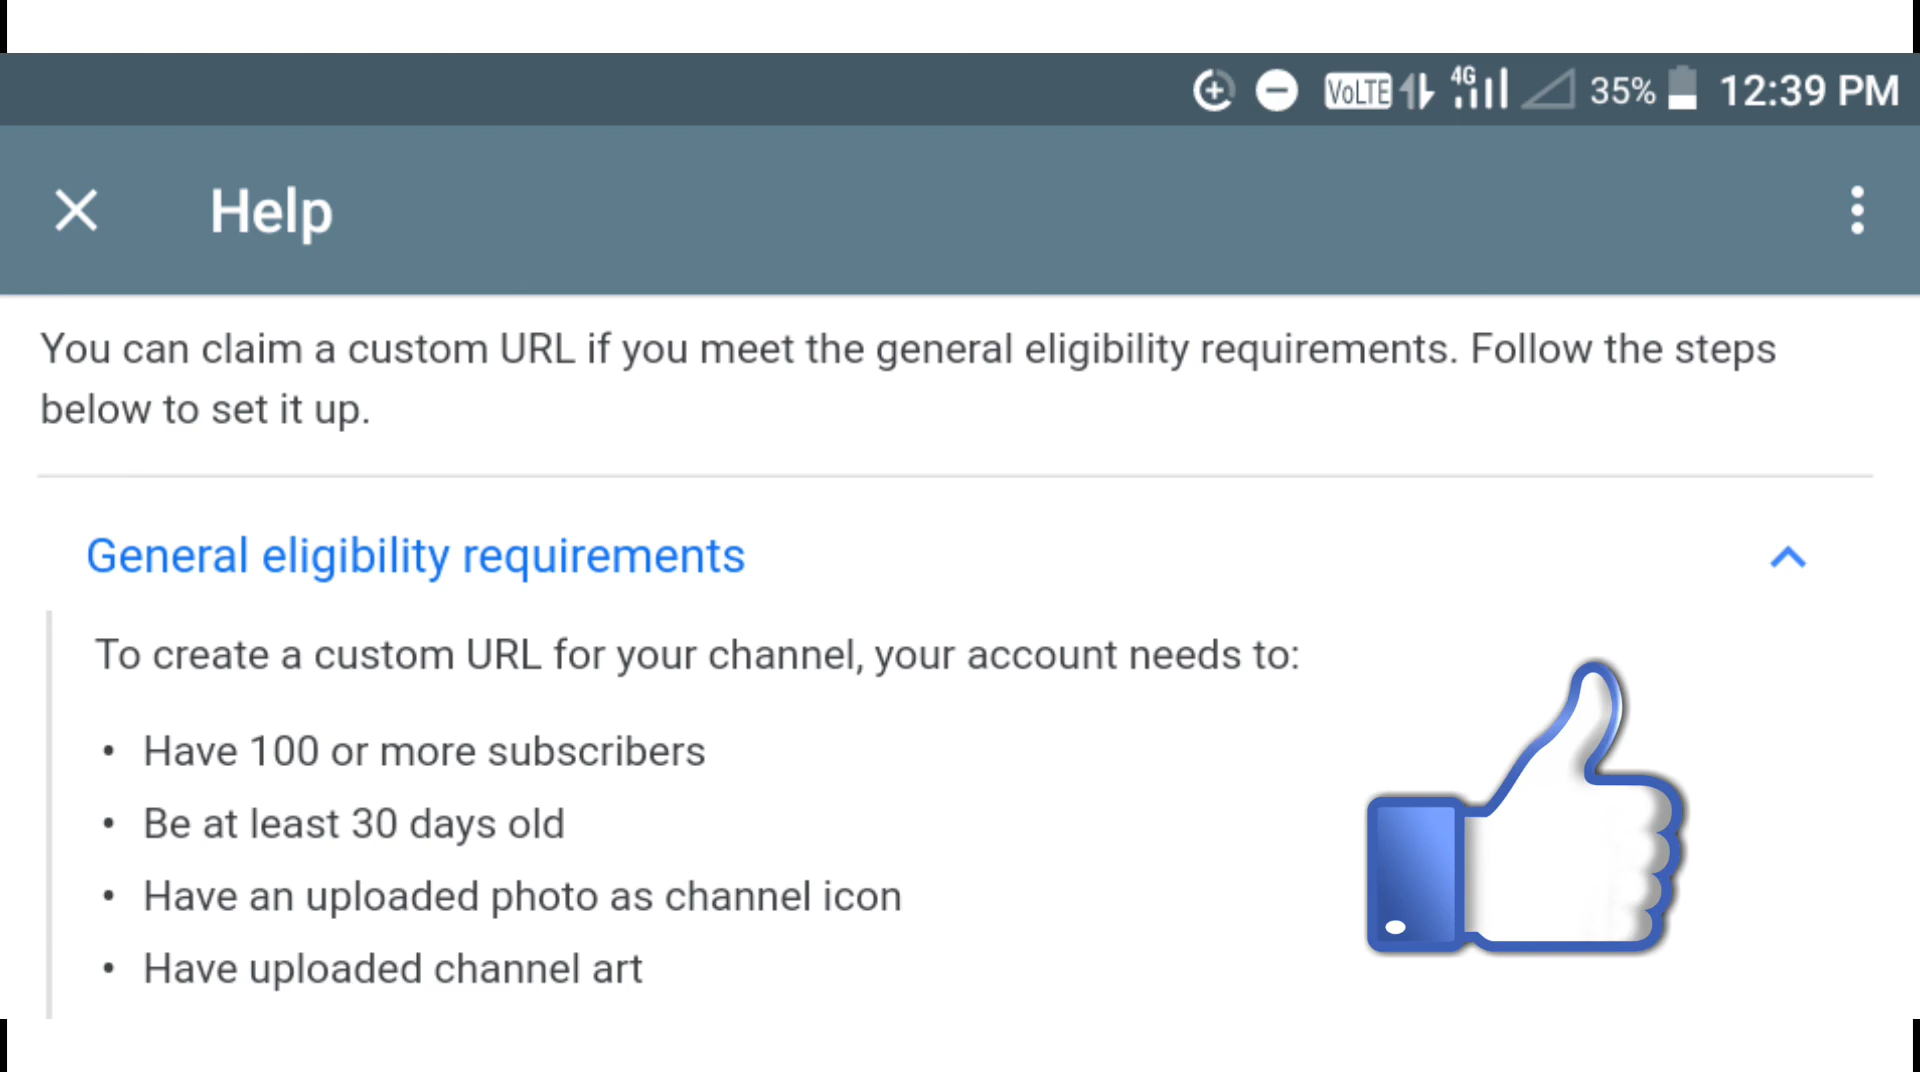 VoLTE 4G 35% 12:39 PM
Help
You can claim a custom URL if you meet the general eligibility requirements. Follow the steps
below to set it up.
General eligibility requirements
To create a custom URL for your channel, your account needs to:
• Have 100 or more subscribers
• Be at least 30 days old
• Have an uploaded photo as channel icon
• Have uploaded channel art